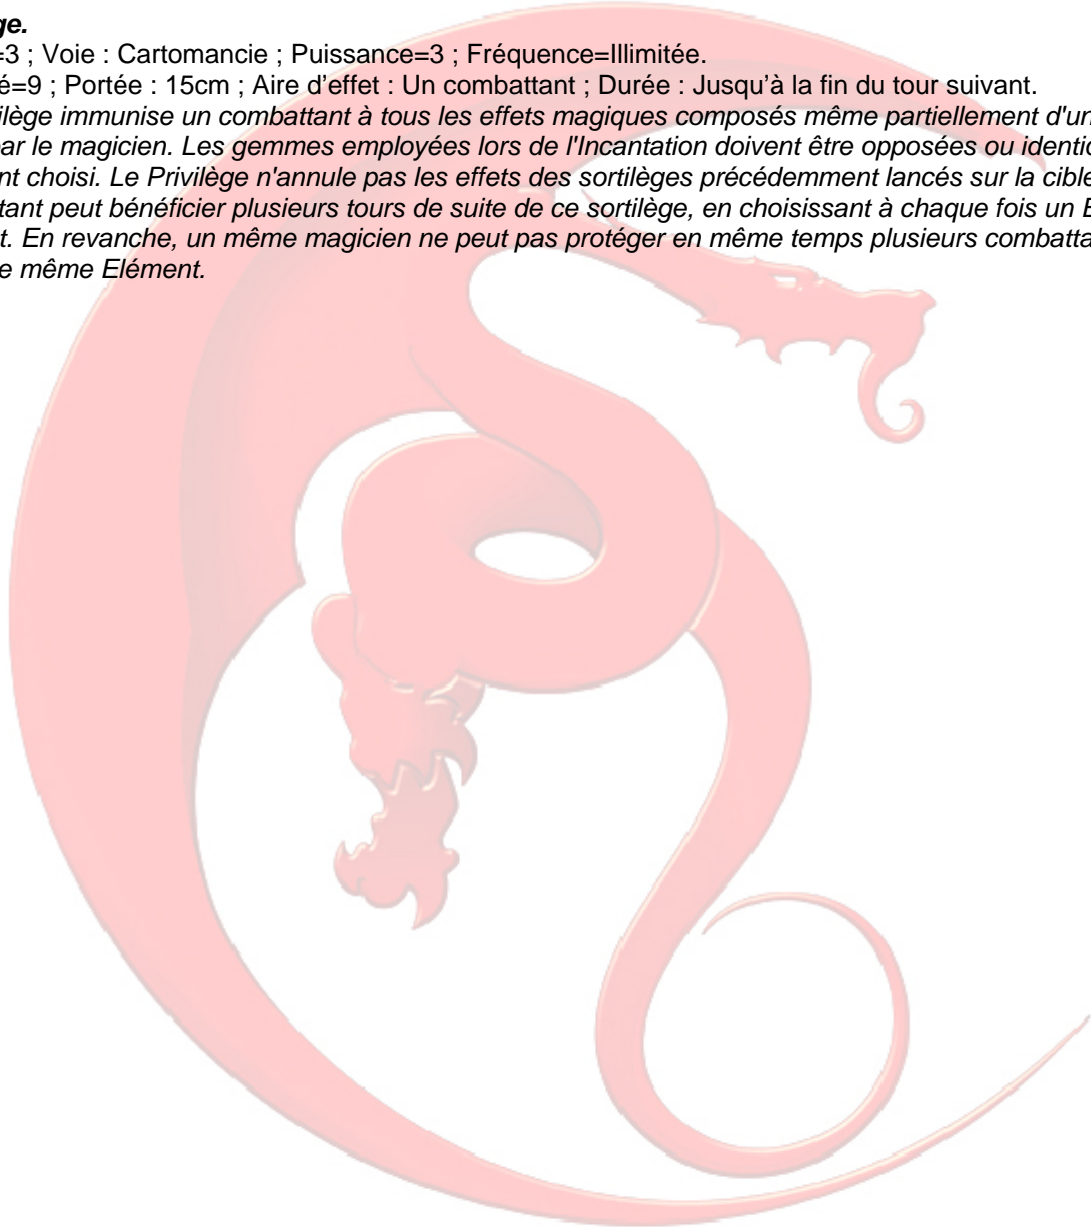 ge.
=3 ; Voie : Cartomancie ; Puissance=3 ; Fréquence=Illimitée.
é=9 ; Portée : 15cm ; Aire d'effet : Un combattant ; Durée : Jusqu'à la fin du tour suivant.
ilège immunise un combattant à tous les effets magiques composés même partiellement d'un
par le magicien. Les gemmes employées lors de l'Incantation doivent être opposées ou identic
nt choisi. Le Privilège n'annule pas les effets des sortilèges précédemment lancés sur la cible
tant peut bénéficier plusieurs tours de suite de ce sortilège, en choisissant à chaque fois un E
t. En revanche, un même magicien ne peut pas protéger en même temps plusieurs combatta
e même Elément.